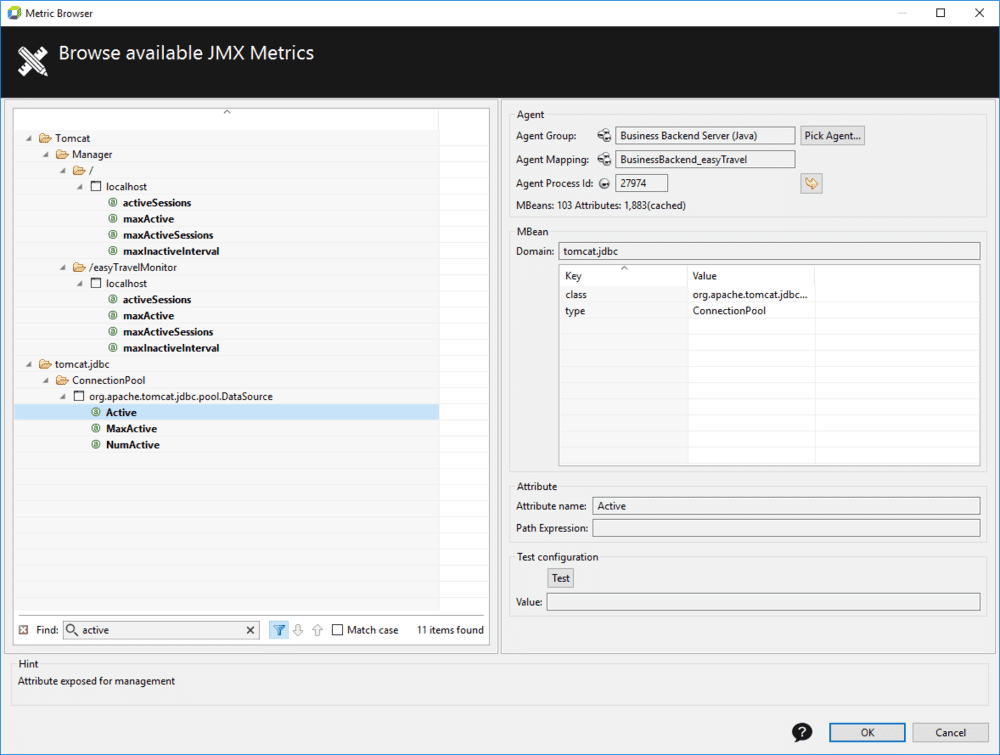 Metric Browser
Browse available JMX Metrics
Tomcat
Manager
/
localhost
activeSessions
maxActive
maxActiveSessions
maxInactiveInterval
/easyTravelMonitor
localhost
activeSessions
maxActive
maxActiveSessions
maxInactiveInterval
tomcat.jdbc
ConnectionPool
org.apache.tomcat.jdbc.pool.DataSource
Active
MaxActive
NumActive
Find: active Match case 11 items found
Agent
Agent Group: Business Backend Server (Java) Pick Agent...
Agent Mapping: BusinessBackend_easyTravel
Agent Process Id: 27974
MBeans: 103 Attributes: 1,883(cached)
MBean
Domain: tomcat.jdbc
Key Value
class org.apache.tomcat.jdbc...
type ConnectionPool
Attribute
Attribute name: Active
Path Expression:
Test configuration
Test
Value:
Hint
Attribute exposed for management
? OK Cancel